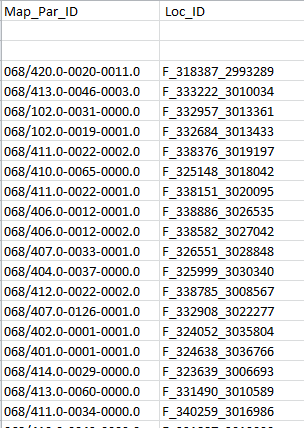 Map_Par_ID Loc_ID
068/420.0-0020-0011.0 F_318387_2993289
068/413.0-0046-0003.0 F_333222_3010034
068/102.0-0031-0000.0 F_332957_3013361
068/102.0-0019-0001.0 F_332684_3013433
068/411.0-0022-0002.0 F_338376_3019197
068/410.0-0065-0000.0 F_325148_3018042
068/411.0-0022-0001.0 F_338151_3020095
068/406.0-0012-0001.0 F_338886_3026535
068/406.0-0012-0002.0 F_338582_3027042
068/407.0-0033-0001.0 F_326551_3028848
068/404.0-0037-0000.0 F_325999_3030340
068/412.0-0022-0002.0 F_338785_3008567
068/407.0-0126-0001.0 F_332908_3022277
068/402.0-0001-0001.0 F_324052_3035804
068/401.0-0001-0001.0 F_324638_3036766
068/414.0-0029-0000.0 F_323639_3006693
068/413.0-0060-0000.0 F_331490_3010589
068/411.0-0034-0000.0 F_340259_3016986